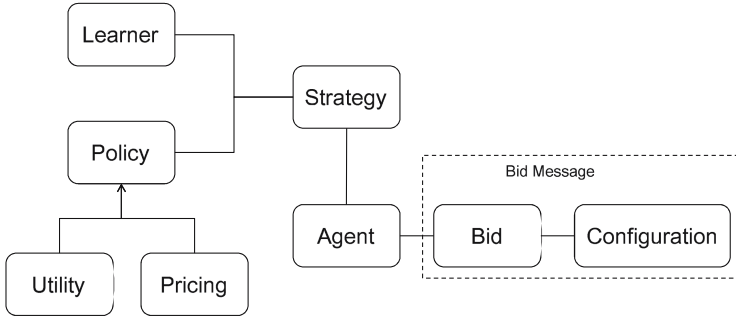 Learner
Strategy
Policy
Bid Message
Agent
Bid
Configuration
Utility
Pricing